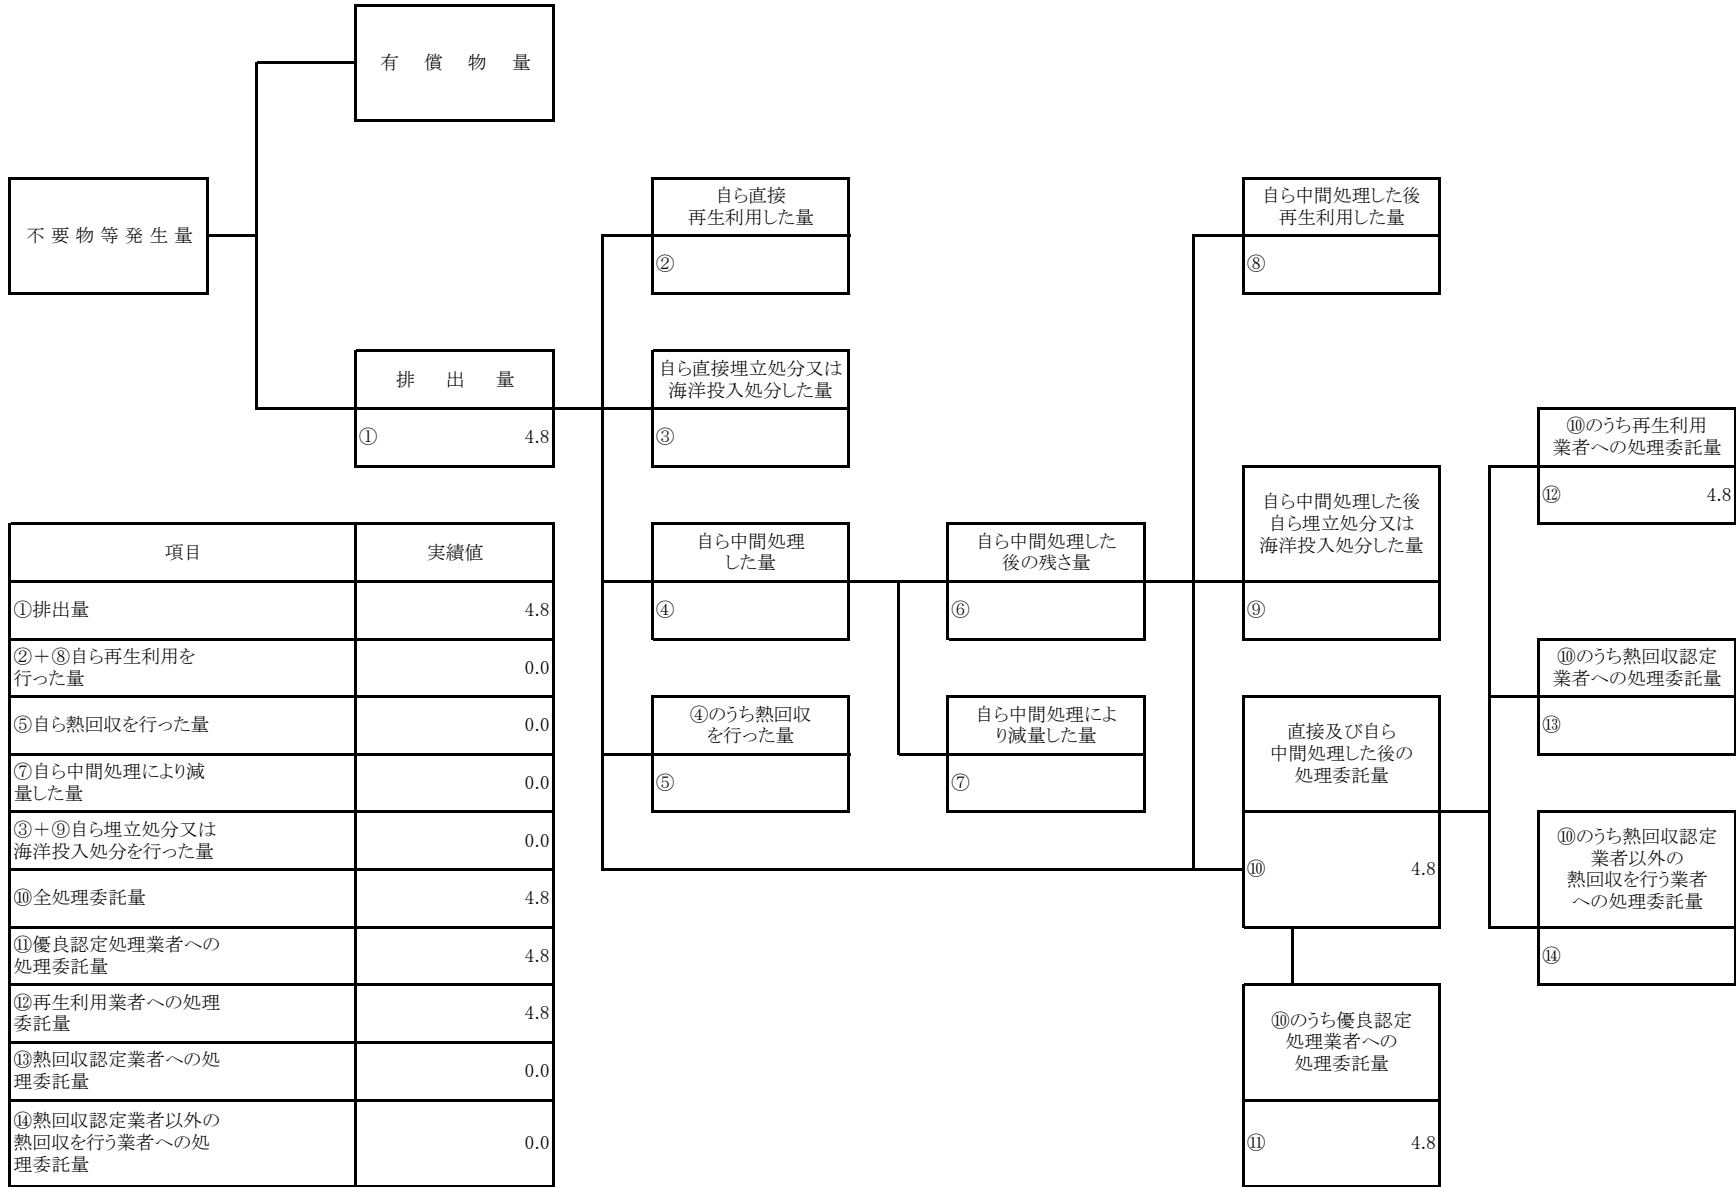 有償物量
不要物等発生量
自ら直接
再生利用した量
②
自ら中間処理した後
再生利用した量
⑧
排出量
① 4.8
自ら直接埋立処分又は
海洋投入処分した量
③
⑩のうち再生利用
業者への処理委託量
⑫ 4.8
自ら中間処理
した量
④
自ら中間処理した
後の残さ量
⑥
自ら中間処理した後
自ら埋立処分又は
海洋投入処分した量
⑨
⑩のうち熱回収認定
業者への処理委託量
⑬
④のうち熱回収
を行った量
⑤
自ら中間処理によ
り減量した量
⑦
直接及び自ら
中間処理した後の
処理委託量
⑩ 4.8
⑩のうち熱回収認定
業者以外の
熱回収を行う業者
への処理委託量
⑭
⑩のうち優良認定
処理業者への
処理委託量
⑪ 4.8
項目 実績値
①排出量 4.8
②＋⑧自ら再生利用を
行った量 0.0
⑤自ら熱回収を行った量 0.0
⑦自ら中間処理により減
量した量 0.0
③＋⑨自ら埋立処分又は
海洋投入処分を行った量 0.0
⑩全処理委託量 4.8
⑪優良認定処理業者への
処理委託量 4.8
⑫再生利用業者への処理
委託量 4.8
⑬熱回収認定業者への処
理委託量 0.0
⑭熱回収認定業者以外の
熱回収を行う業者への処
理委託量 0.0